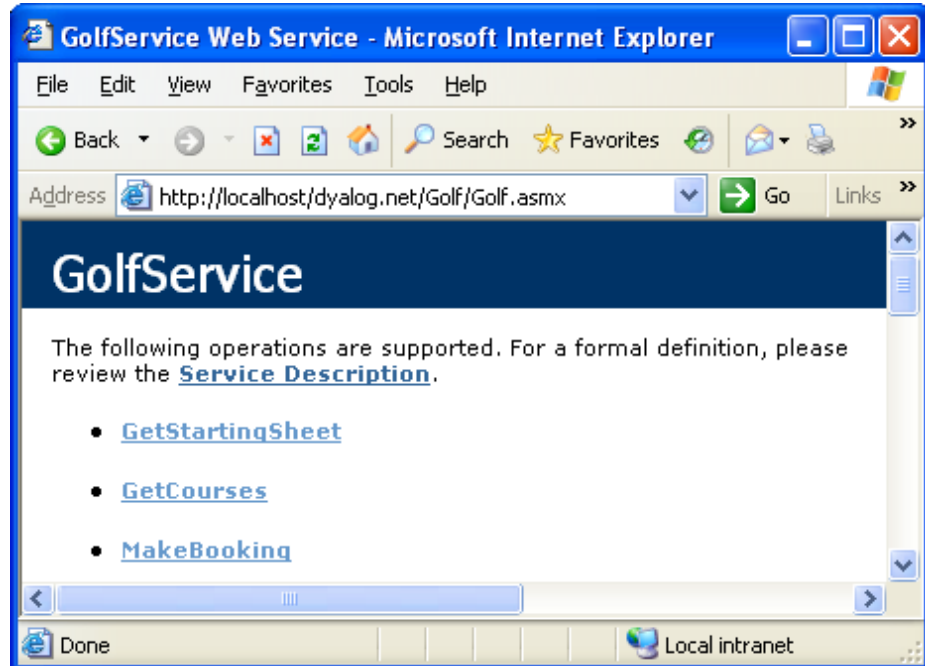 GolfService Web Service - Microsoft Internet Explorer
File Edit View Favorites Tools Help
Back Search Favorites »
Address http://localhost/dyalog.net/Golf/Golf.asmx Go Links »
GolfService
The following operations are supported. For a formal definition, please
review the Service Description.
• GetStartingSheet
• GetCourses
• MakeBooking
Done Local intranet